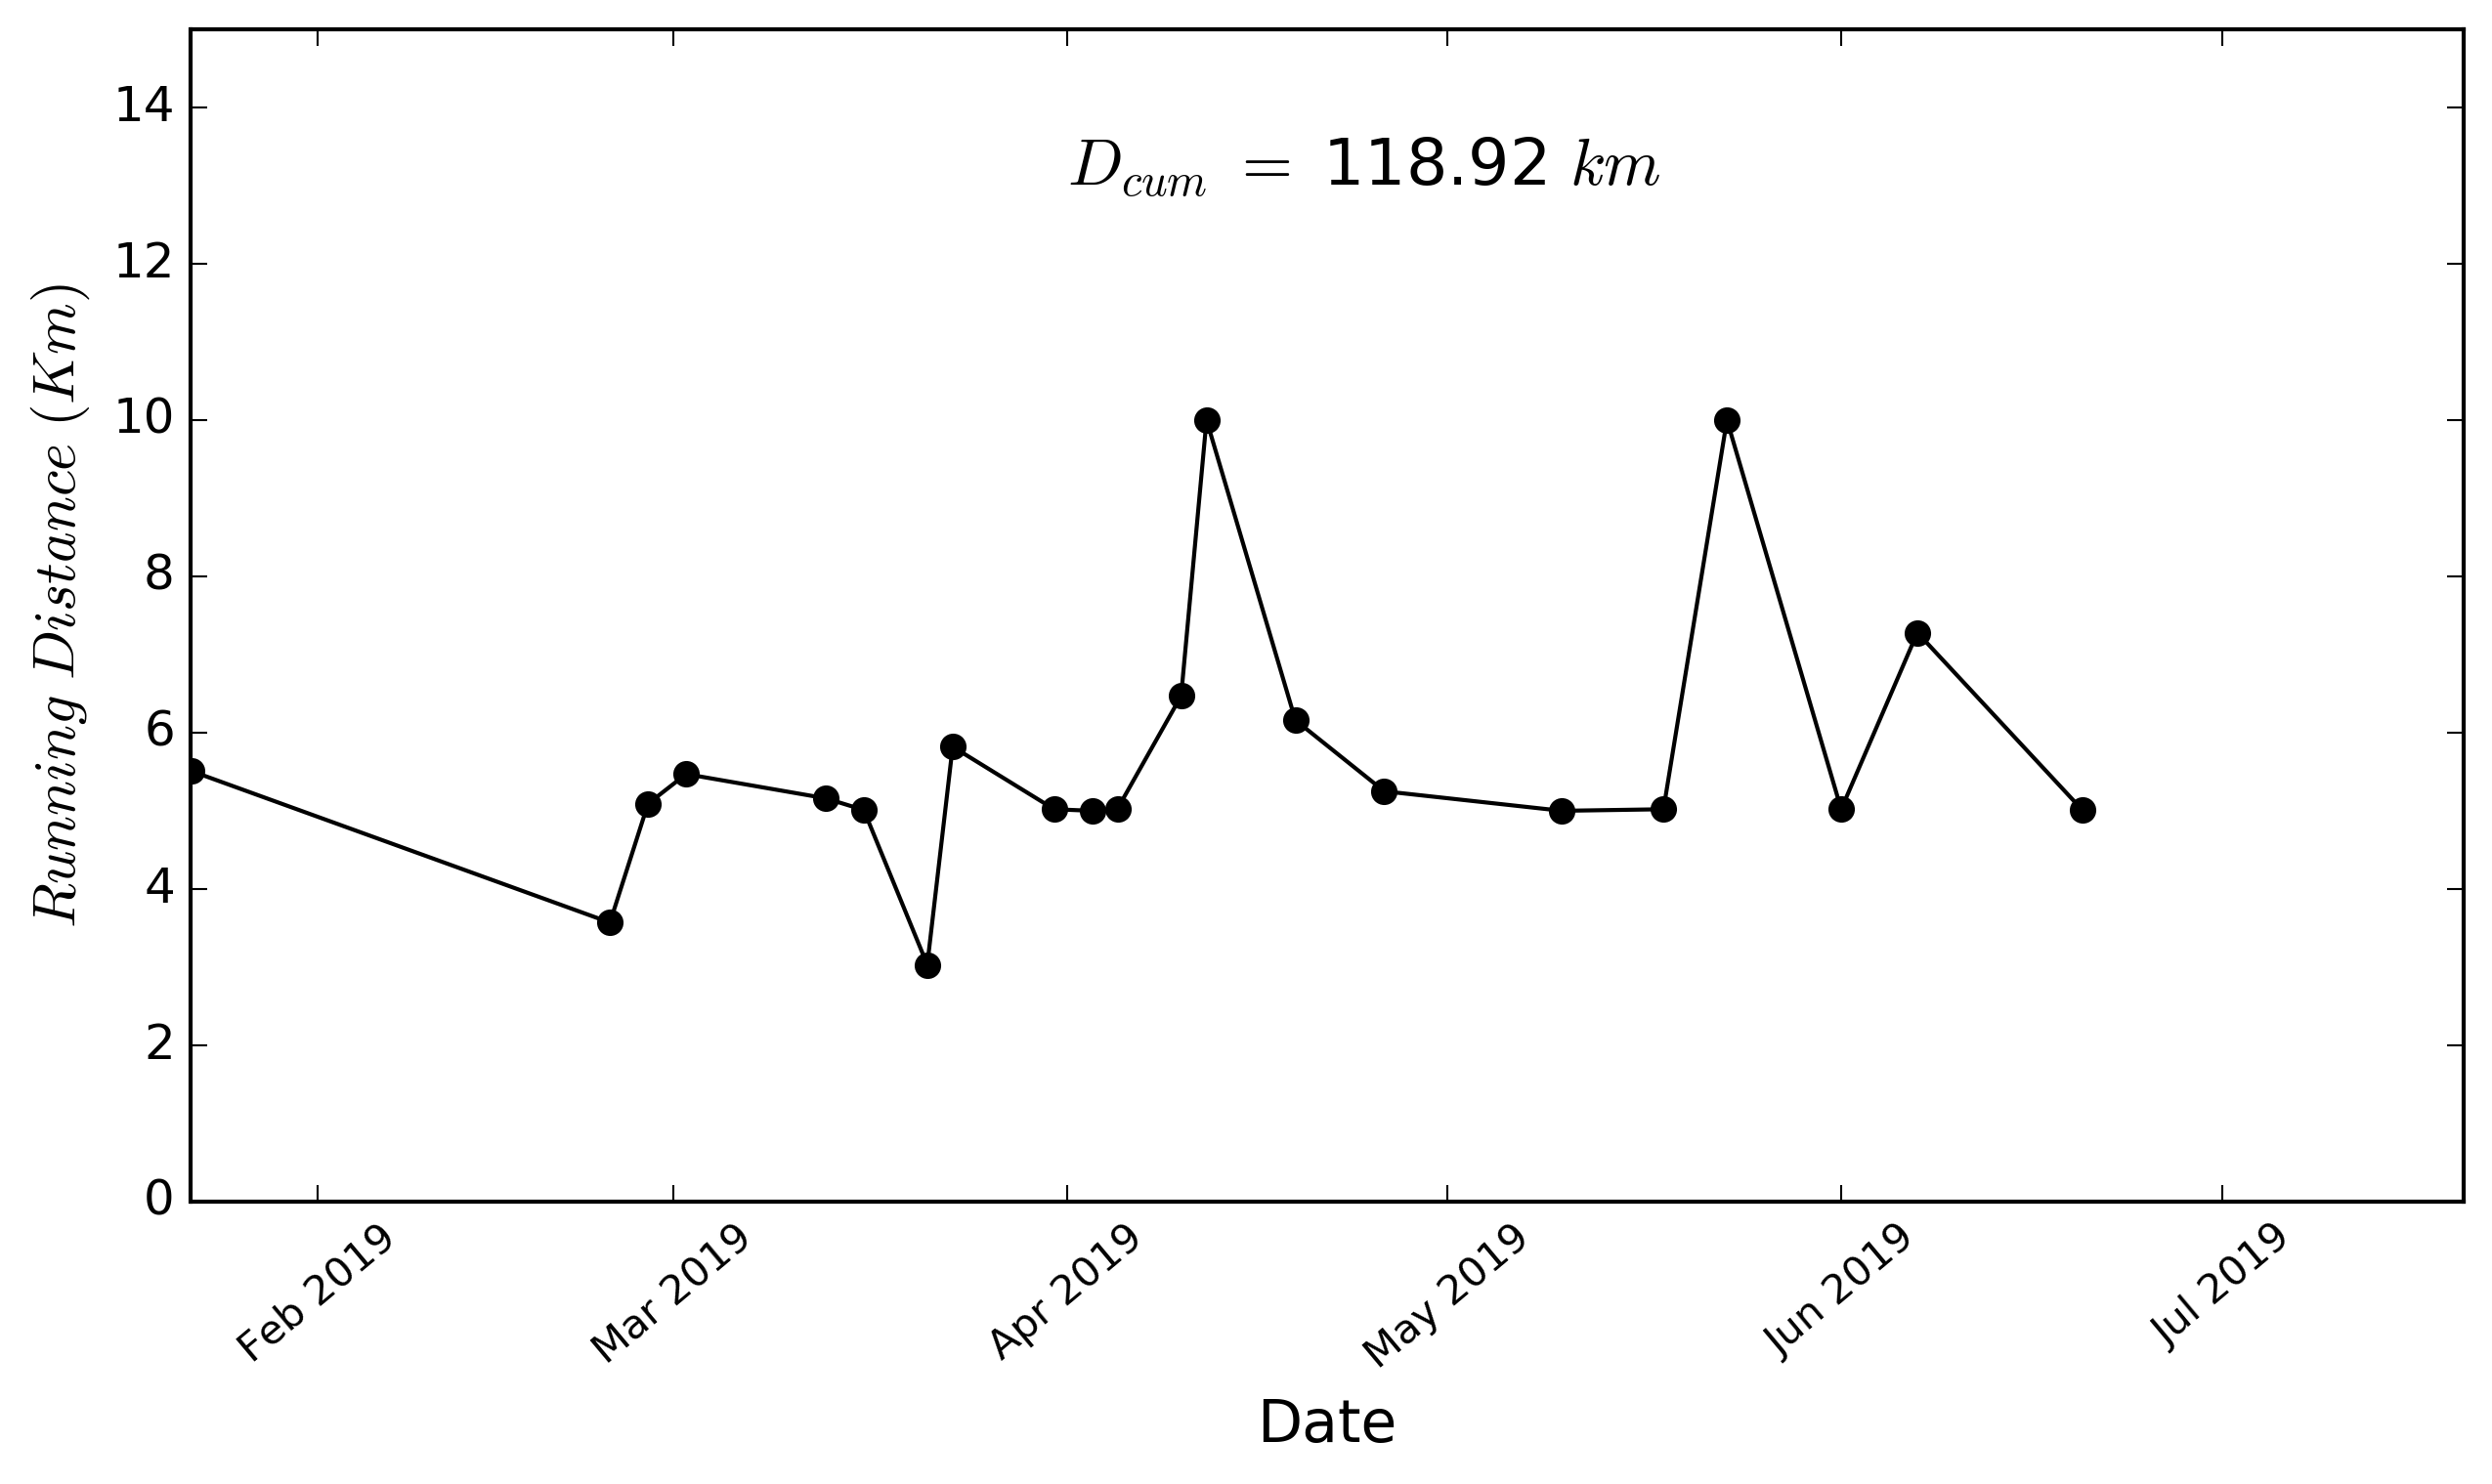 D_cum = 118.92 km
Running Distance (Km)
14
12
10
8
6
4
2
0
Feb 2019
Mar 2019
Apr 2019
May 2019
Jun 2019
Jul 2019
Date